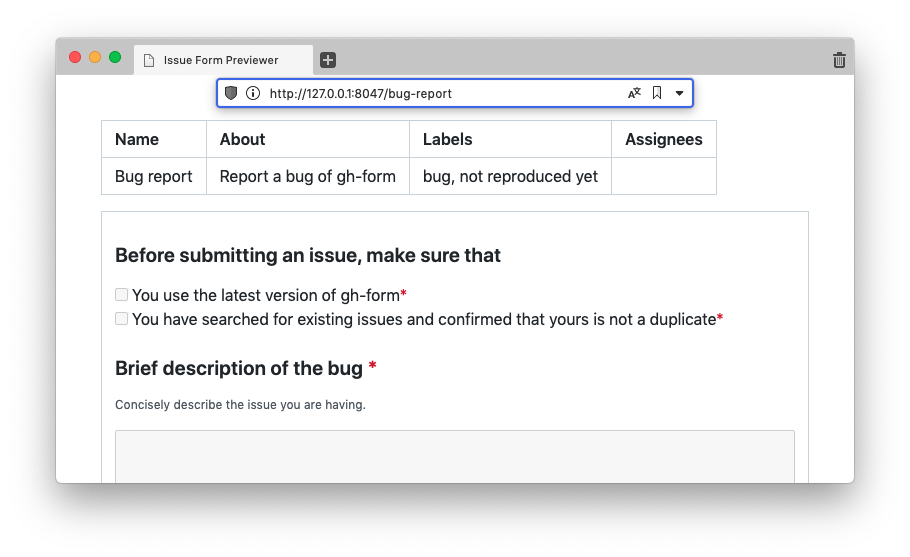 Issue Form Previewer
http://127.0.0.1:8047/bug-report
Name About Labels Assignees
Bug report Report a bug of gh-form bug, not reproduced yet
Before submitting an issue, make sure that
You use the latest version of gh-form*
You have searched for existing issues and confirmed that yours is not a duplicate*
Brief description of the bug *
Concisely describe the issue you are having.